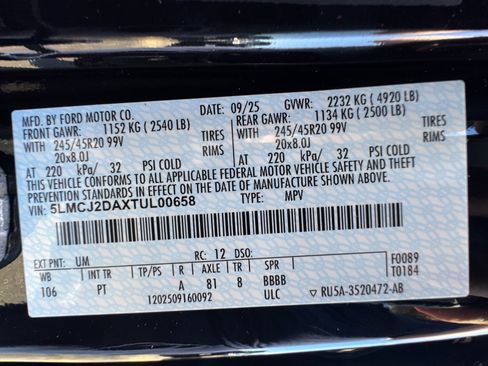 MFD. BY FORD MOTOR CO.
DATE: 09/25 GVWR: 2232 KG ( 4920 LB)
FRONT GAWR: 1152 KG ( 2540 LB) REAR GAWR: 1134 KG ( 2500 LB)
WITH 245/45R20 99V TIRES WITH 245/45R20 99V TIRES
20x8.0J RIMS 20x8.0J RIMS
AT 220 kPa/ 32 PSI COLD AT 220 kPa/ 32 PSI COLD
THIS VEHICLE CONFORMS TO ALL APPLICABLE FEDERAL MOTOR VEHICLE SAFETY AND THEFT
PREVENTION STANDARDS IN EFFECT ON THE DATE OF MANUFACTURE SHOWN ABOVE.
VIN: 5LMCJ2DAXTUL00658 TYPE: MPV
EXT PNT: UM RC: 12 DSO: F0089
WB INT TR TP/PS R AXLE TR SPR T0184
106 PT A 81 8 BBBB
1202509160092 ULC RU5A-3520472-AB